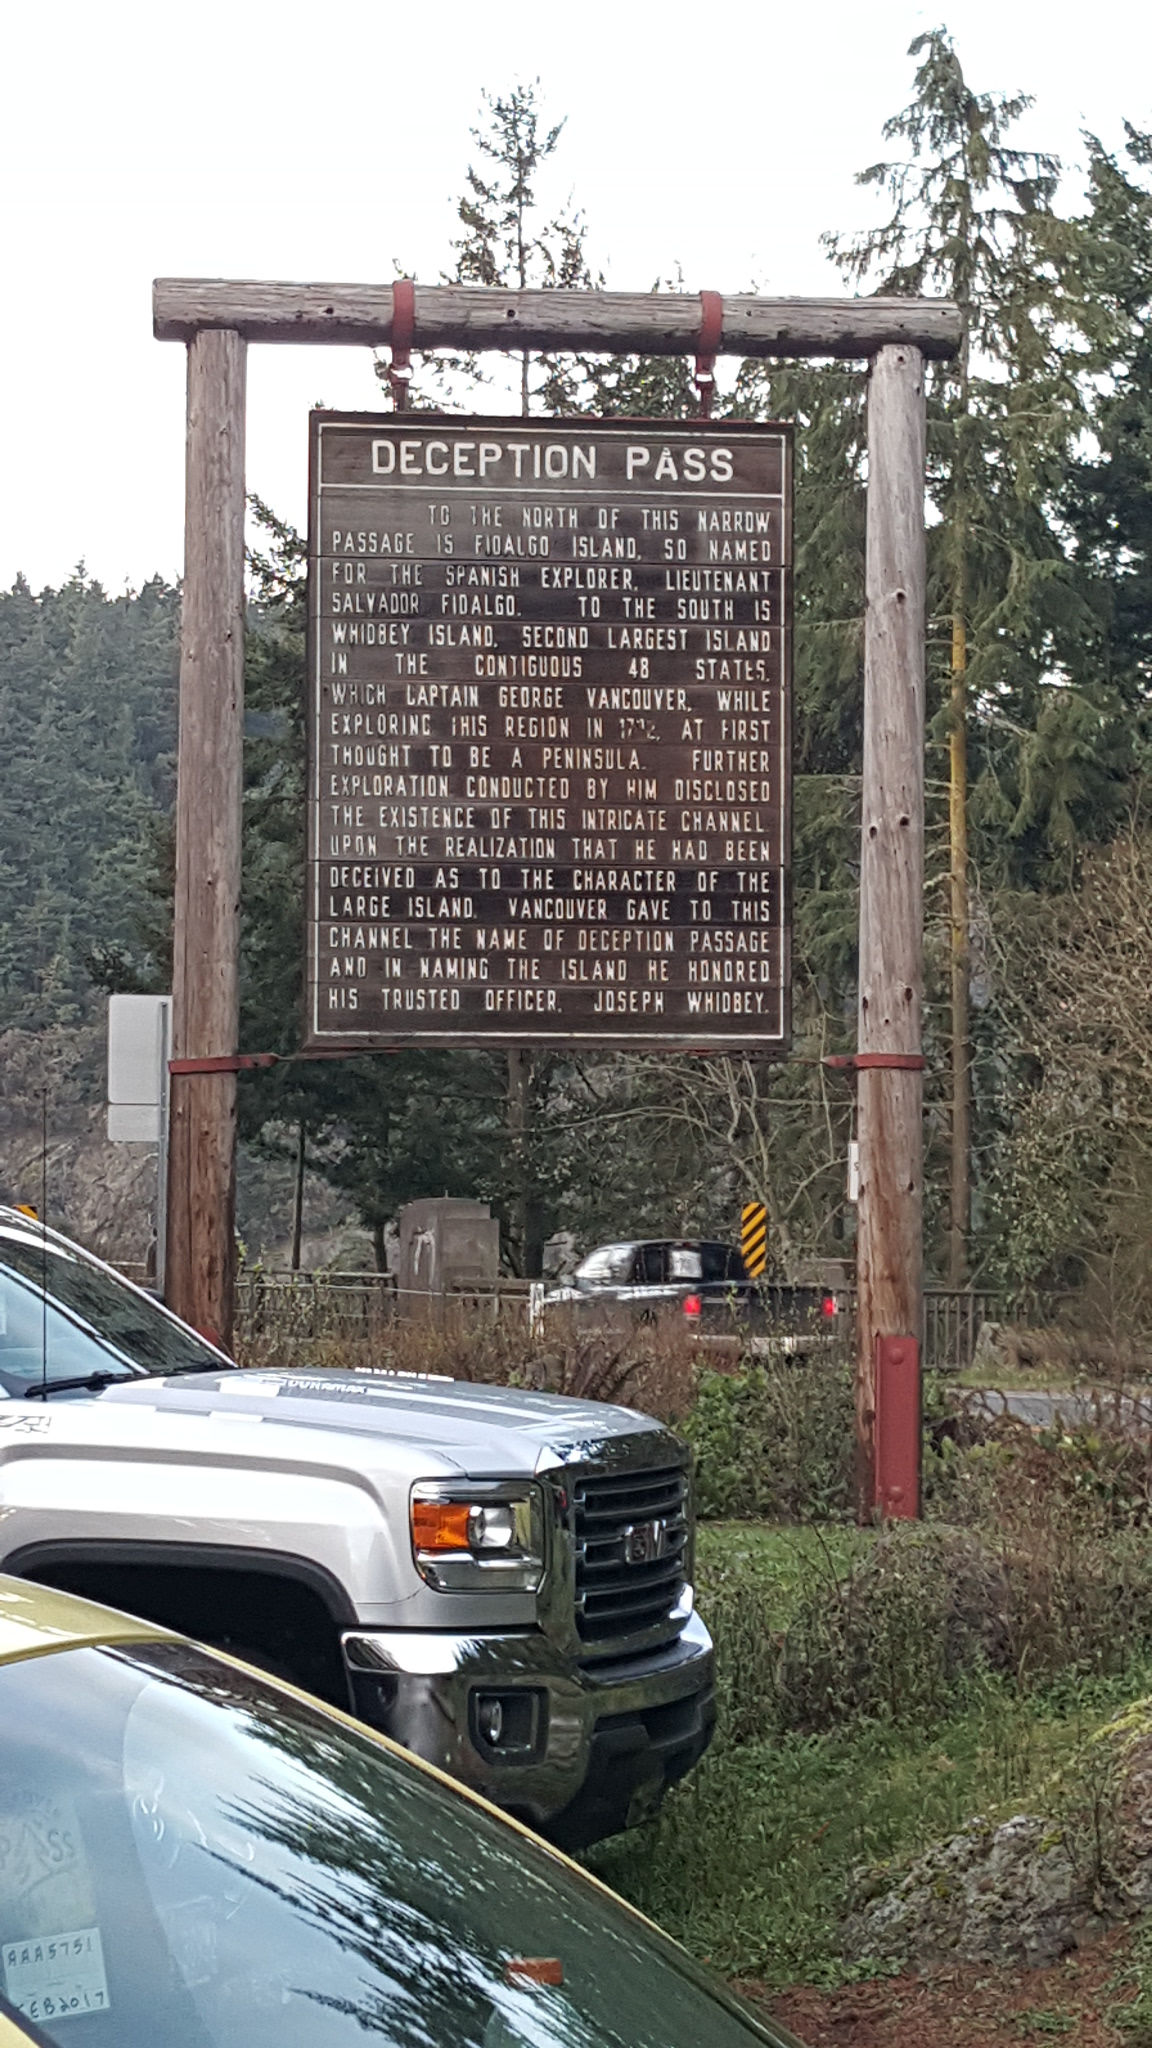 DECEPTION PASS
TO THE NORTH OF THIS NARROW
PASSAGE IS FIDALGO ISLAND, SO NAMED
FOR THE SPANISH EXPLORER, LIEUTENANT
SALVADOR FIDALGO. TO THE SOUTH IS
WHIDBEY ISLAND, SECOND LARGEST ISLAND
IN THE CONTIGUOUS 48 STATES,
WHICH CAPTAIN GEORGE VANCOUVER, WHILE
EXPLORING THIS REGION IN 1792, AT FIRST
THOUGHT TO BE A PENINSULA. FURTHER
EXPLORATION CONDUCTED BY HIM DISCLOSED
THE EXISTENCE OF THIS INTRICATE CHANNEL.
UPON THE REALIZATION THAT HE HAD BEEN
DECEIVED AS TO THE CHARACTER OF THE
LARGE ISLAND, VANCOUVER GAVE TO THIS
CHANNEL THE NAME OF DECEPTION PASSAGE
AND IN NAMING THE ISLAND HE HONORED
HIS TRUSTED OFFICER, JOSEPH WHIDBEY.
DURAMAX
GMC
PASS
AAA5751
FEB2017